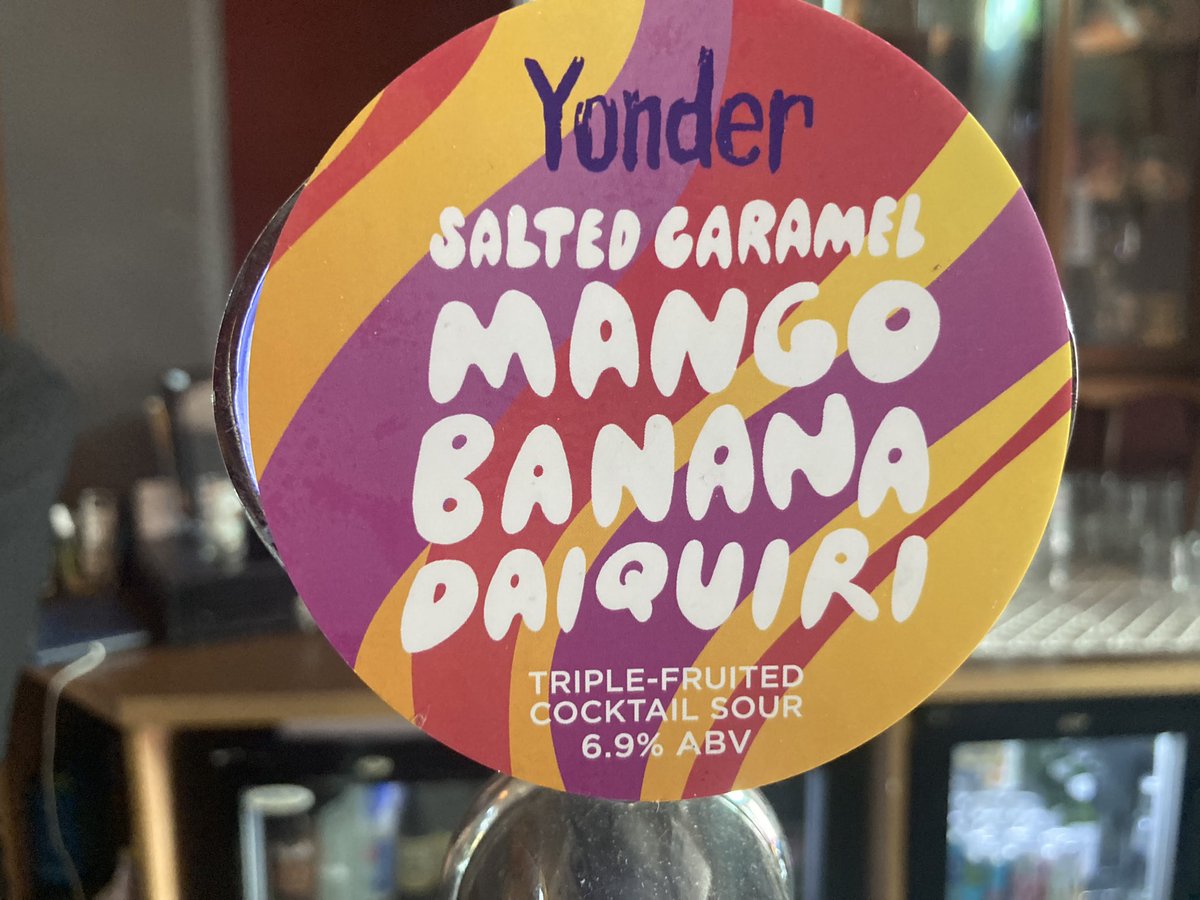 Yonder
SALTED CARAMEL
MANGO
BANANA
DAIQUIRI
TRIPLE-FRUITED
COCKTAIL SOUR
6.9% ABV